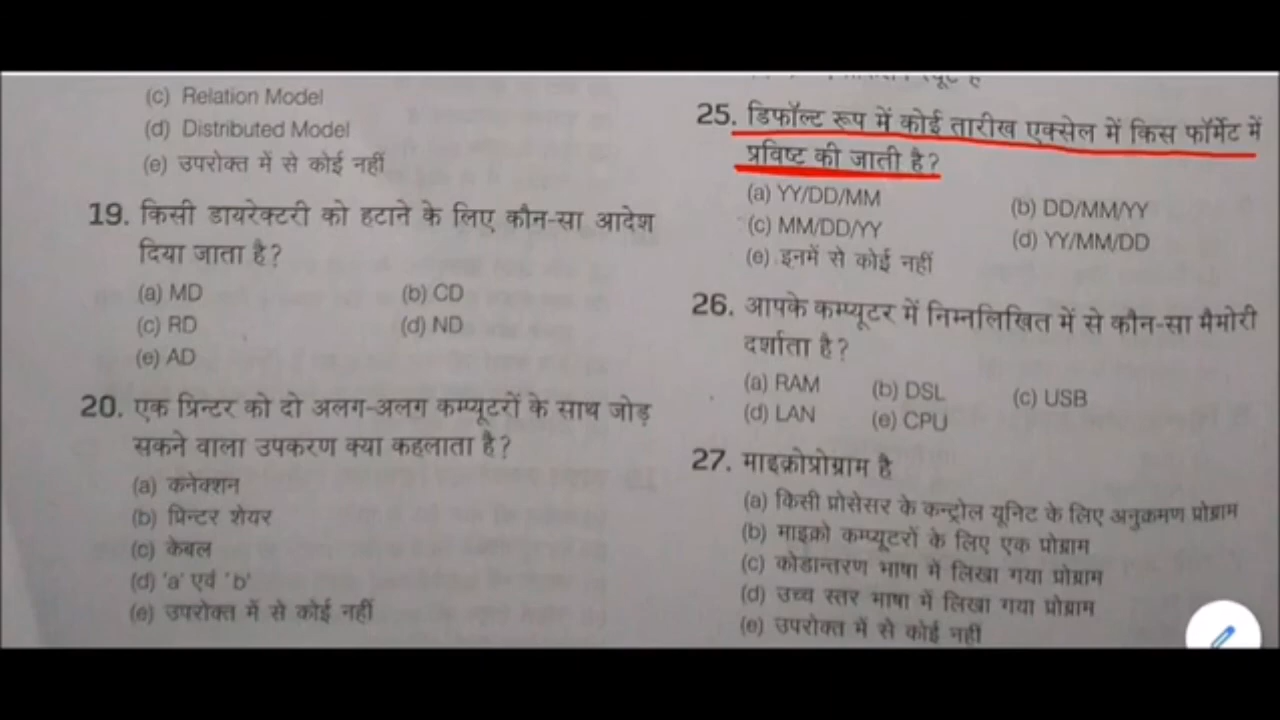 (c) Relation Model
(d) Distributed Model
(e) उपरोक्त में से कोई नहीं
19. किसी डायरेक्टरी को हटाने के लिए कौन-सा आदेश
दिया जाता है?
(a) MD (b) CD
(c) RD (d) ND
(e) AD
20. एक प्रिन्टर को दो अलग-अलग कम्प्यूटरों के साथ जोड़
सकने वाला उपकरण क्या कहलाता है?
(a) कनेक्शन
(b) प्रिन्टर शेयर
(c) केबल
(d) 'a' एवं 'b'
(e) उपरोक्त में से कोई नहीं
25. डिफॉल्ट रूप में कोई तारीख एक्सेल में किस फॉर्मेट में
प्रविष्ट की जाती है?
(a) YY/DD/MM (b) DD/MM/YY
(c) MM/DD/YY (d) YY/MM/DD
(e) इनमें से कोई नहीं
26. आपके कम्प्यूटर में निम्नलिखित में से कौन-सा मैमोरी
दर्शाता है?
(a) RAM (b) DSL (c) USB
(d) LAN (e) CPU
27. माइक्रोप्रोग्राम है
(a) किसी प्रोसेसर के कन्ट्रोल यूनिट के लिए अनुक्रमण प्रोग्राम
(b) माइक्रो कम्प्यूटरों के लिए एक प्रोग्राम
(c) कोडान्तरण भाषा में लिखा गया प्रोग्राम
(d) उच्च स्तर भाषा में लिखा गया प्रोग्राम
(e) उपरोक्त में से कोई नहीं